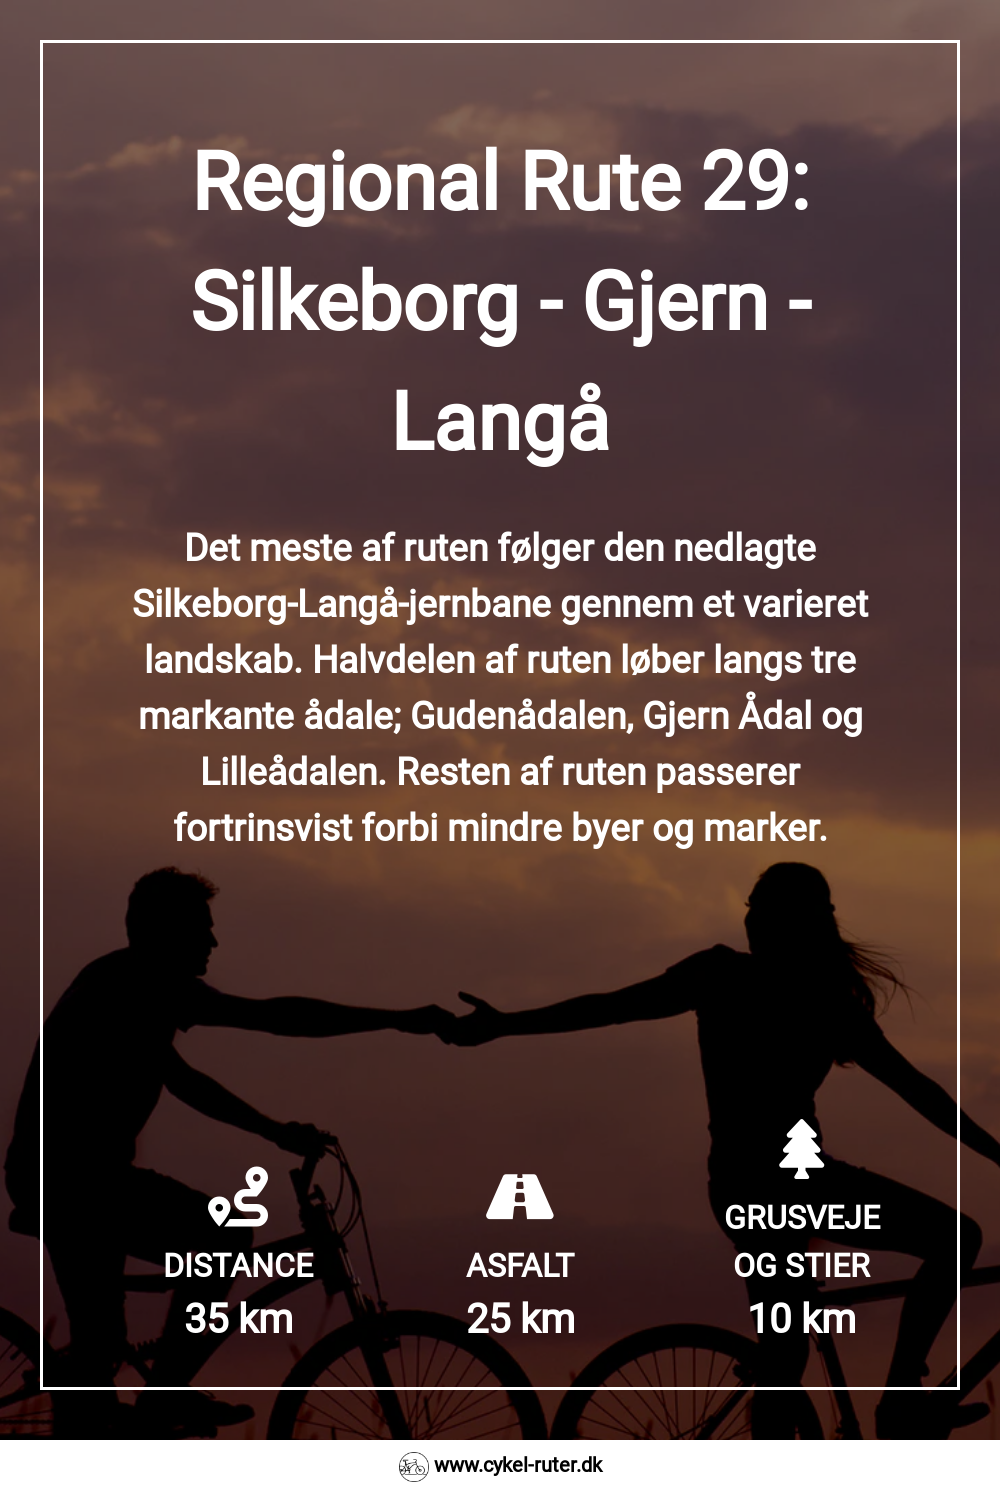 Regional Rute 29:
Silkeborg - Gjern -
Langå
Det meste af ruten følger den nedlagte
Silkeborg-Langå-jernbane gennem et varieret
landskab. Halvdelen af ruten løber langs tre
markante ådale; Gudenådalen, Gjern Ådal og
Lilleådalen. Resten af ruten passerer
fortrinsvist forbi mindre byer og marker.
DISTANCE
35 km
ASFALT
25 km
GRUSVEJE
OG STIER
10 km
www.cykel-ruter.dk